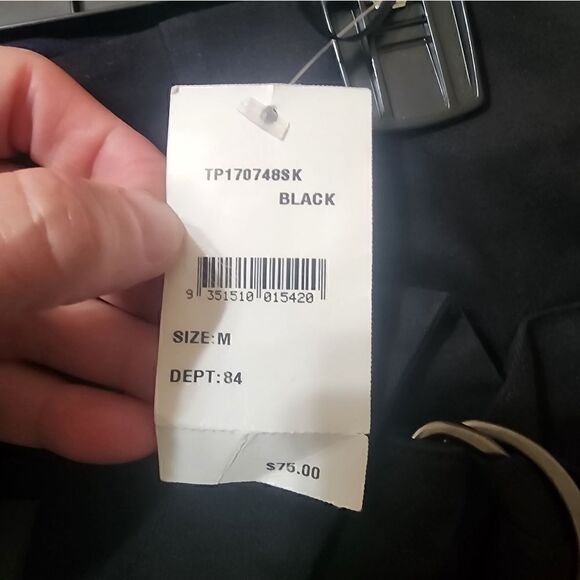 TP170748SK
BLACK
9 351510 015420
SIZE:M
DEPT:84
$75.00